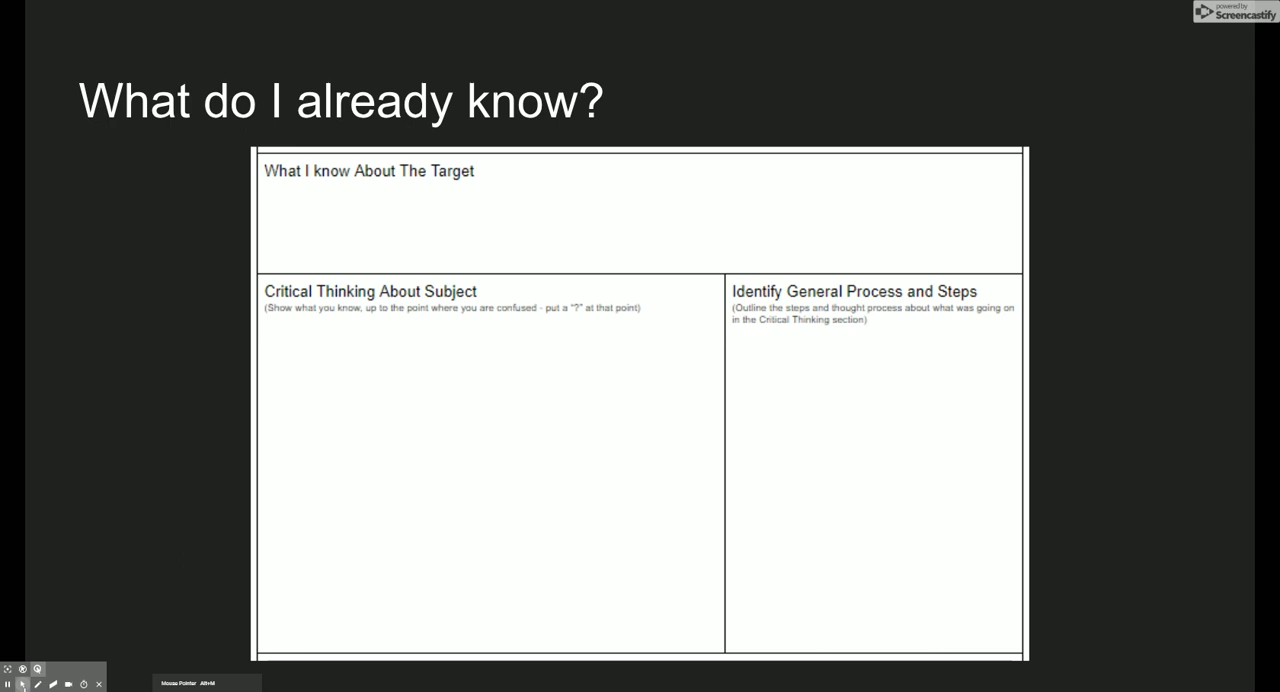 powered by
Screencastify
What do I already know?
What I know About The Target
Critical Thinking About Subject
(Show what you know, up to the point where you are confused - put a "?" at that point)
Identify General Process and Steps
(Outline the steps and thought process about what was going on
in the Critical Thinking section)
Mouse Pointer Alt+M